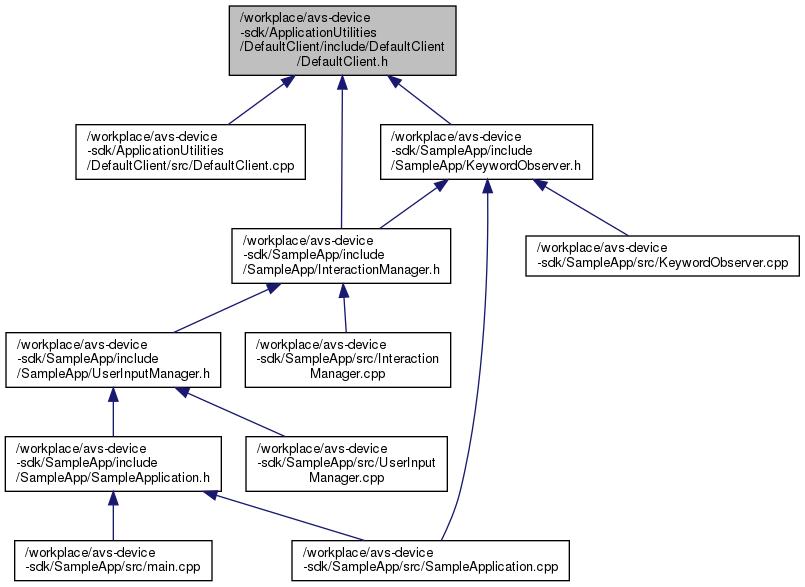 /workplace/avs-device
-sdk/ApplicationUtilities
/DefaultClient/include/DefaultClient
/DefaultClient.h
/workplace/avs-device
-sdk/ApplicationUtilities
/DefaultClient/src/DefaultClient.cpp
/workplace/avs-device
-sdk/SampleApp/include
/SampleApp/KeywordObserver.h
/workplace/avs-device
-sdk/SampleApp/include
/SampleApp/InteractionManager.h
/workplace/avs-device
-sdk/SampleApp/src/KeywordObserver.cpp
/workplace/avs-device
-sdk/SampleApp/include
/SampleApp/UserInputManager.h
/workplace/avs-device
-sdk/SampleApp/src/Interaction
Manager.cpp
/workplace/avs-device
-sdk/SampleApp/include
/SampleApp/SampleApplication.h
/workplace/avs-device
-sdk/SampleApp/src/UserInput
Manager.cpp
/workplace/avs-device
-sdk/SampleApp/src/main.cpp
/workplace/avs-device
-sdk/SampleApp/src/SampleApplication.cpp